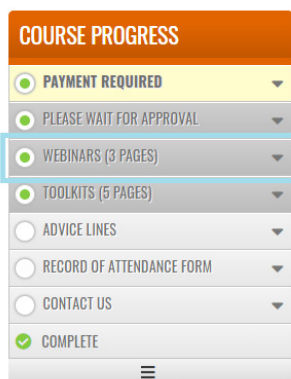 COURSE PROGRESS
PAYMENT REQUIRED
PLEASE WAIT FOR APPROVAL
WEBINARS (3 PAGES)
TOOLKITS (5 PAGES)
ADVICE LINES
RECORD OF ATTENDANCE FORM
CONTACT US
COMPLETE